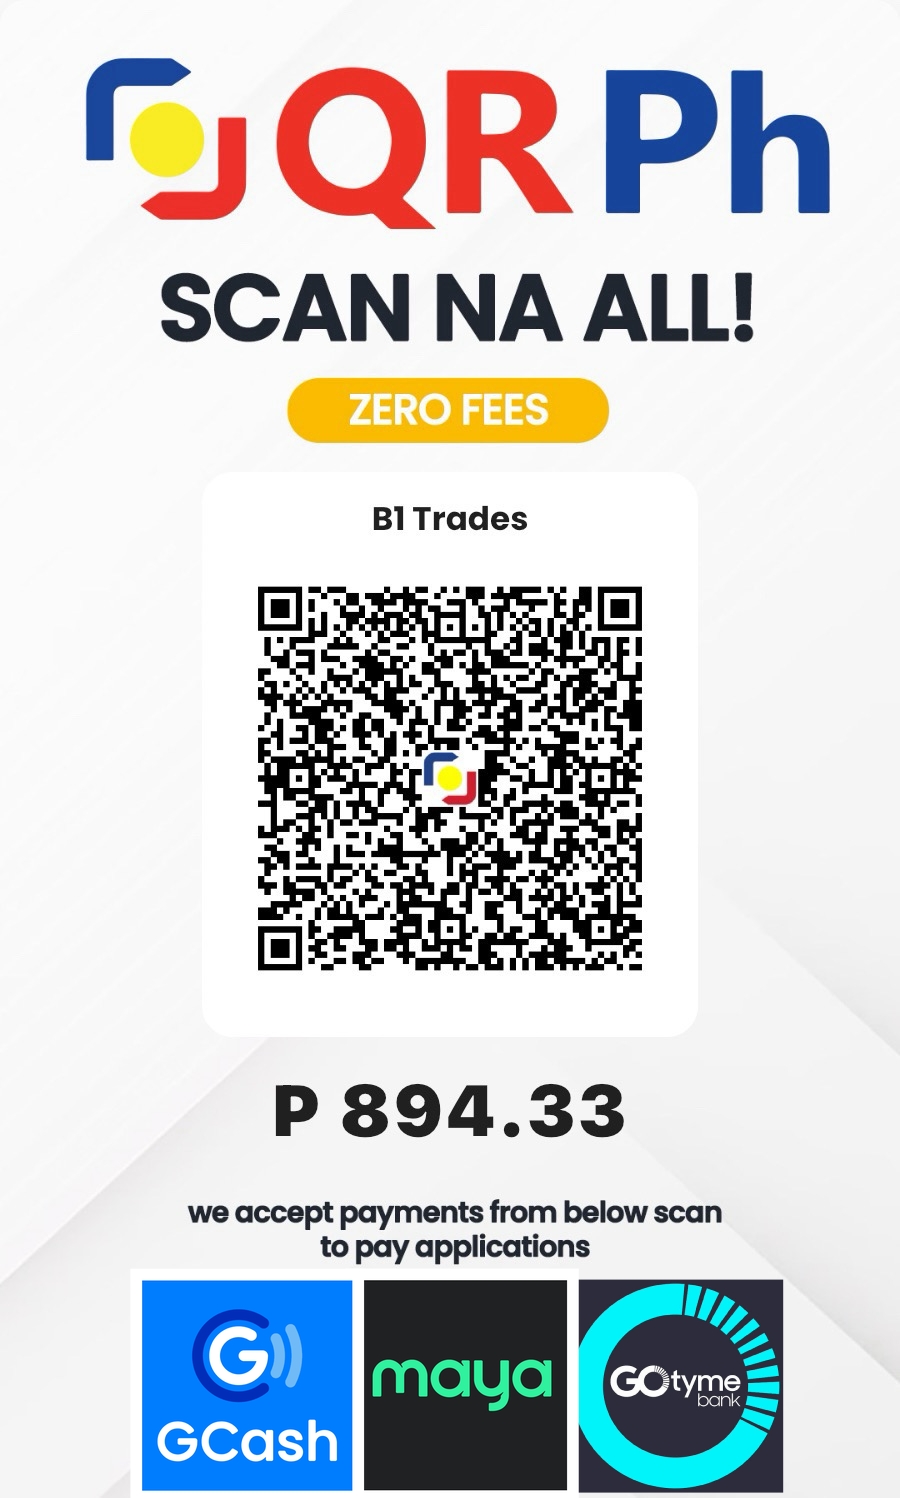 QR Ph
SCAN NA ALL!
ZERO FEES
B1 Trades
P 894.33
we accept payments from below scan
to pay applications
G
GCash
maya
GOtyme
bank